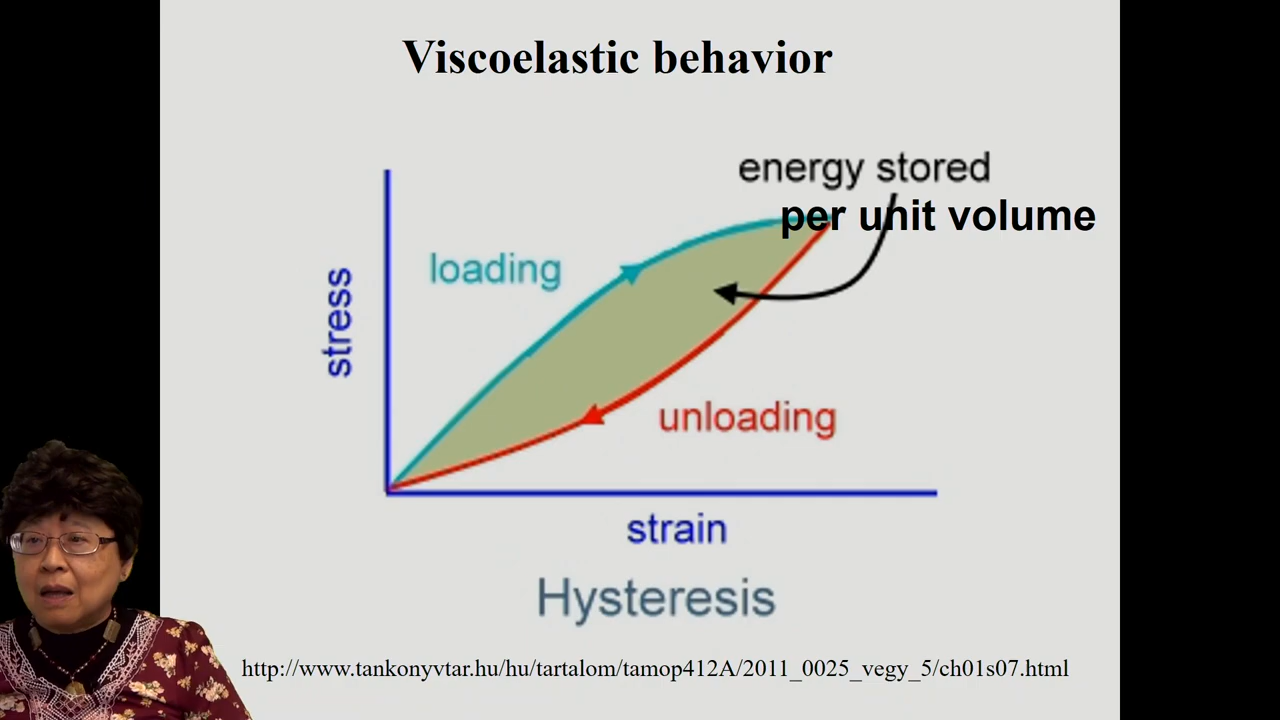 Viscoelastic behavior
energy stored
per unit volume
loading
stress
unloading
strain
Hysteresis
http://www.tankonyvtar.hu/hu/tartalom/tamop412A/2011_0025_vegy_5/ch01s07.html